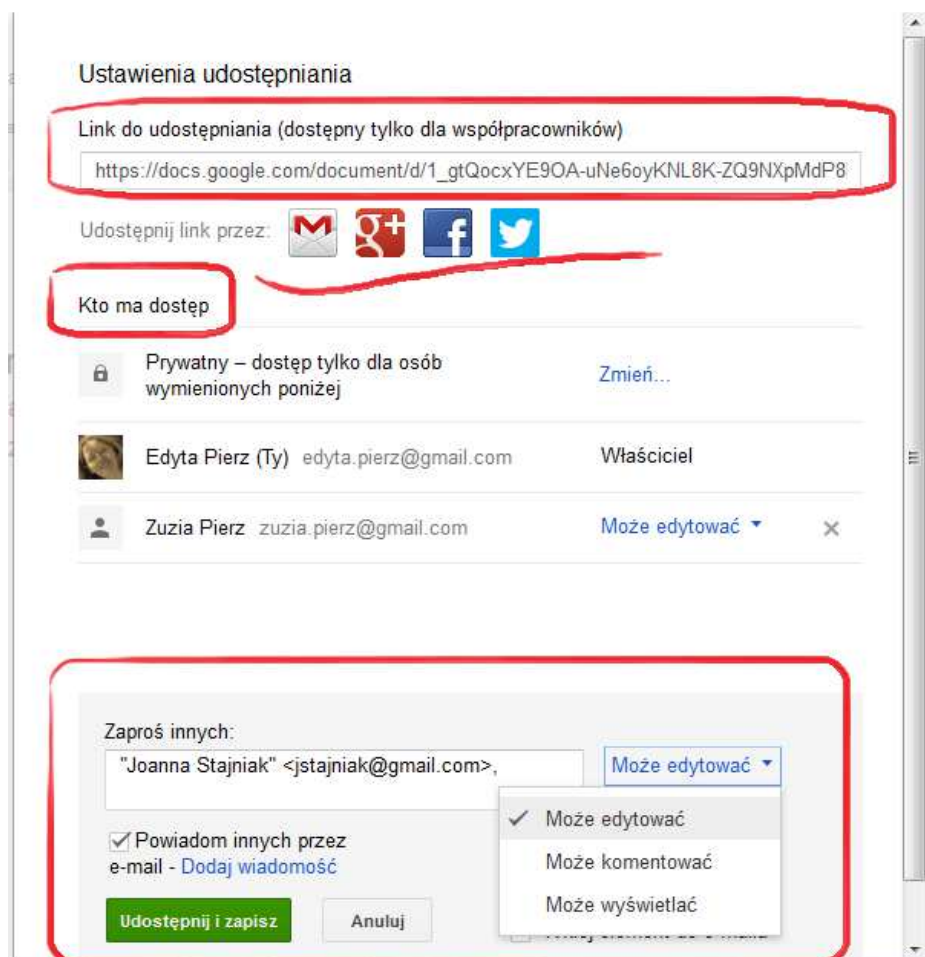 Ustawienia udostępniania
Link do udostępniania (dostępny tylko dla współpracowników)
https://docs.google.com/document/d/1_gtQocxYE9OA-uNe6oyKNL8K-ZQ9NXpMdP8
Udostępnij link przez:
Kto ma dostęp
Prywatny – dostęp tylko dla osób
wymienionych poniżej
Zmień...
Edyta Pierz (Ty) edyta.pierz@gmail.com Właściciel
Zuzia Pierz zuzia.pierz@gmail.com Może edytować
Zaproś innych:
"Joanna Stajniak" <jstajniak@gmail.com>,
Może edytować
Może edytować
Może komentować
Może wyświetlać
Powiadom innych przez
e-mail - Dodaj wiadomość
Udostępnij i zapisz Anuluj